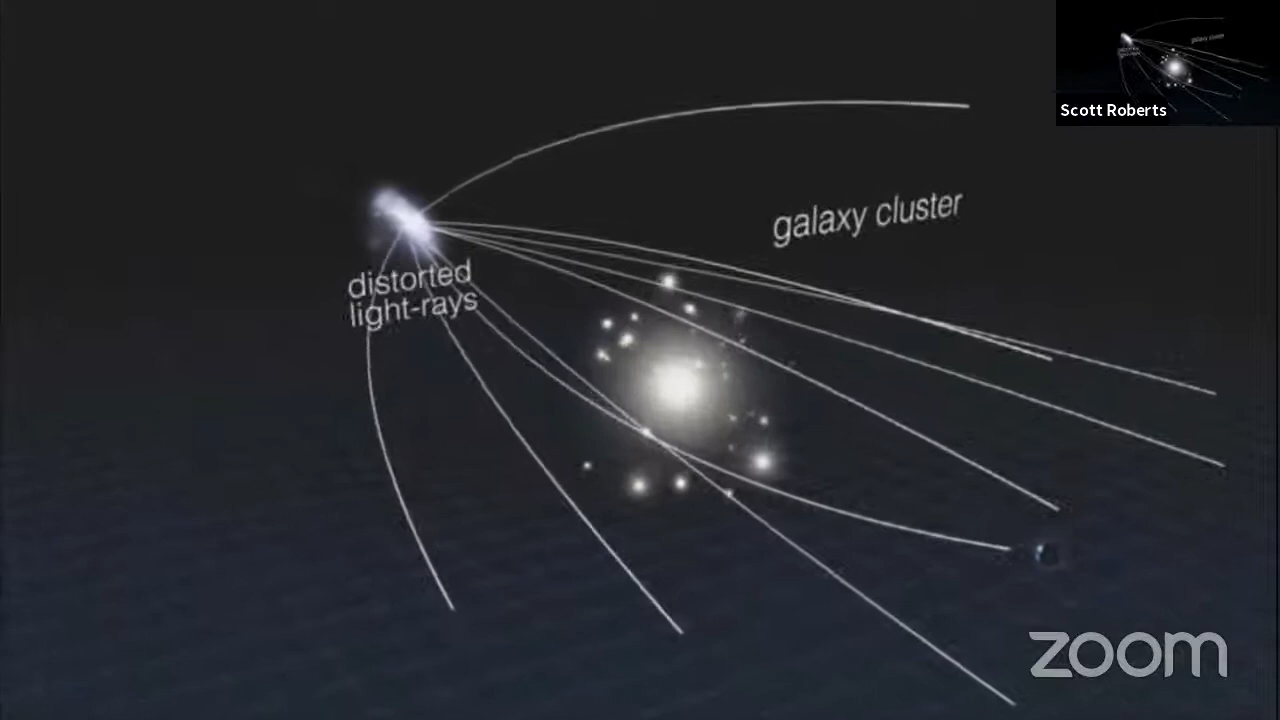 Scott Roberts
galaxy cluster
distorted
light-rays
zoom